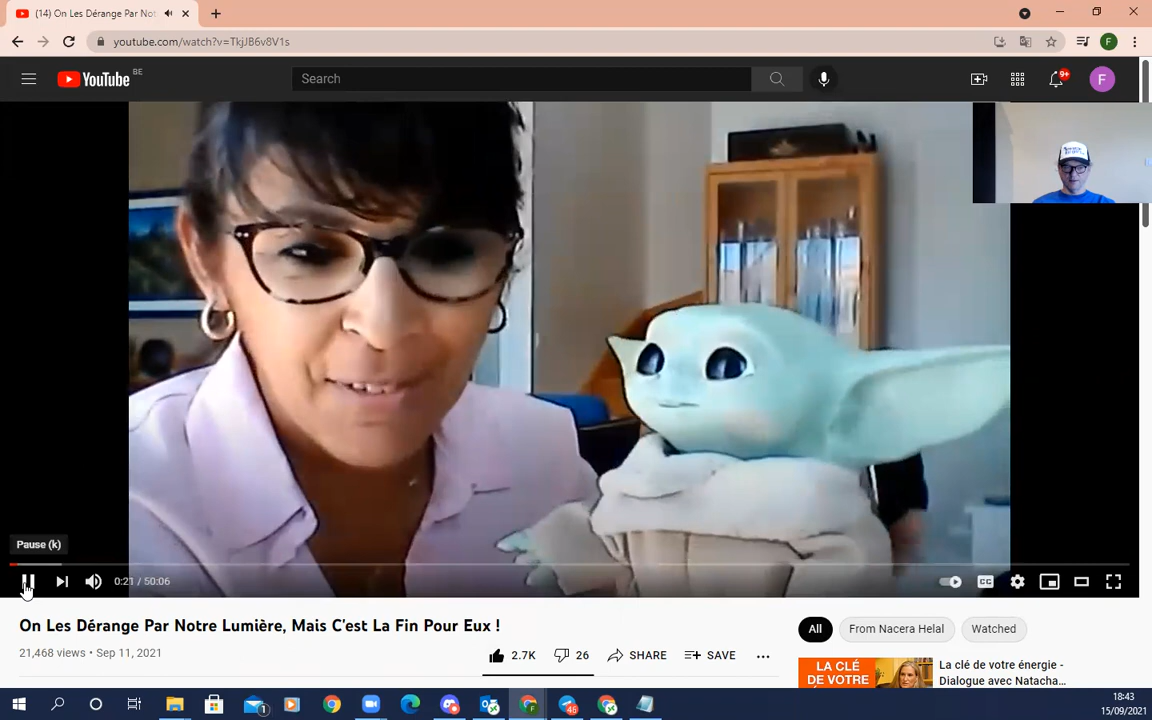 (14) On Les Dérange Par Not
youtube.com/watch?v=TkjJB6v8V1s
F
YouTube BE
Search
9+
F
Pause (k)
0:21 / 50:06
CC
On Les Dérange Par Notre Lumière, Mais C'est La Fin Pour Eux !
21,468 views • Sep 11, 2021
2.7K
26
SHARE
SAVE
All
From Nacera Helal
Watched
LA CLÉ
DE VOTRE
La clé de votre énergie -
Dialogue avec Natacha...
1
46
18:43
15/09/2021